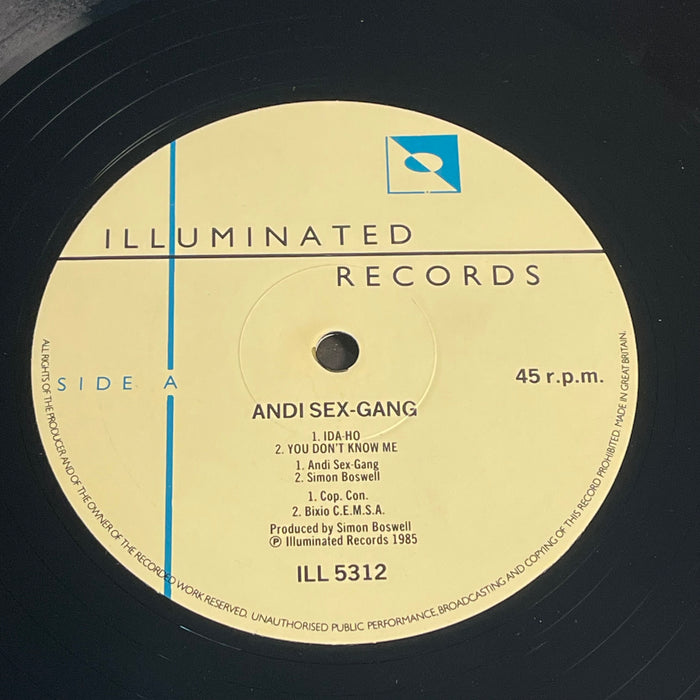 ILLUMINATED
RECORDS
SIDE A
45 r.p.m.
ANDI SEX-GANG
1. IDA-HO
2. YOU DON'T KNOW ME
1. Andi Sex-Gang
2. Simon Boswell
1. Cop. Con.
2. Bixio C.E.M.S.A.
Produced by Simon Boswell
℗ Illuminated Records 1985
ILL 5312
ALL RIGHTS OF THE PRODUCER AND OF THE OWNER OF THE RECORDED WORK RESERVED. UNAUTHORISED PUBLIC PERFORMANCE, BROADCASTING AND COPYING OF THIS RECORD PROHIBITED. MADE IN GREAT BRITAIN.